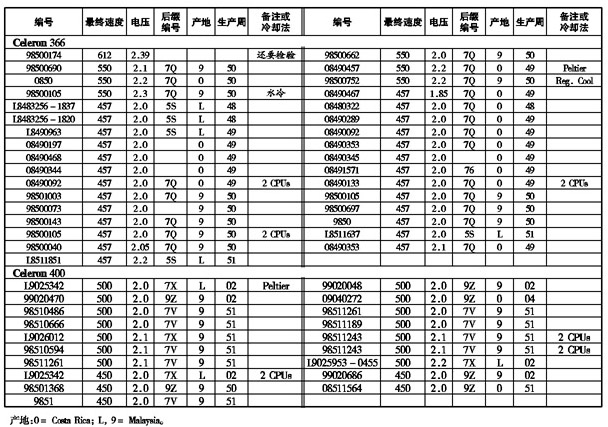 编号 最终速度 电压 后缀编号 产地 生产周 备注或冷却法 编号 最终速度 电压 后缀编号 产地 生产周 备注或冷却法
Celeron 366
98500174 612 2.39 还要检验 98500662 550 2.0 7Q 9 50
98500690 550 2.1 7Q 9 50 08490457 550 2.2 7Q 0 49 Peltier
0850 550 2.2 7Q 0 50 98500752 550 2.2 7Q 9 50 Reg. Cool
98500105 550 2.3 7Q 9 50 水冷 08490467 457 1.85 7Q 0 49
L8483256-1837 457 2.0 5S L 48 08480322 457 2.0 7Q 0 48
L8483256-1820 457 2.0 5S L 48 08490289 457 2.0 7Q 0 49
L8490963 457 2.0 5S L 49 08490092 457 2.0 7Q 0 49
08490197 457 2.0 0 49 08490353 457 2.0 7Q 0 49
08490468 457 2.0 0 49 08490345 457 2.0 0 49
08490344 457 2.0 0 49 08491571 457 2.0 76 0 49
08490092 457 2.0 7Q 0 49 2 CPUs 08490133 457 2.0 7Q 0 49 2 CPUs
98501003 457 2.0 7Q 9 50 98500105 457 2.0 7Q 9 50
98500073 457 2.0 9 50 98500697 457 2.0 7Q 9 50
98500143 457 2.0 7Q 9 50 9850 457 2.0 7Q 9 50
98500105 457 2.0 7Q 9 50 2 CPUs L8511637 457 2.0 5S L 51
98500040 457 2.05 7Q 9 50 08490353 457 2.1 7Q 0 49
L8511851 457 2.2 5S L 51
Celeron 400
L9025342 500 2.0 7X L 02 Peltier 99020048 500 2.0 9Z 9 02
99020470 500 2.0 9Z 9 02 09040272 500 2.0 9Z 0 04
98510486 500 2.0 7V 9 51 98511261 500 2.0 7V 9 51
98510666 500 2.0 7V 9 51 98511189 500 2.0 7V 9 51
L9026012 500 2.1 7X L 02 98511243 500 2.1 7V 9 51 2 CPUs
98510594 500 2.1 7V 9 51 98511243 500 2.1 7V 9 51 2 CPUs
98511261 500 2.1 7V 9 51 L9025953-0455 500 2.2 7X L 02
L9025342 450 2.0 7X L 02 2 CPUs 99020686 450 2.0 9Z 9 02
98501368 450 2.0 9Z 9 50 08511564 450 2.0 9Z 0 51
9851 450 2.0 7V 9 51
产地:0= Costa Rica; L, 9= Malaysia。